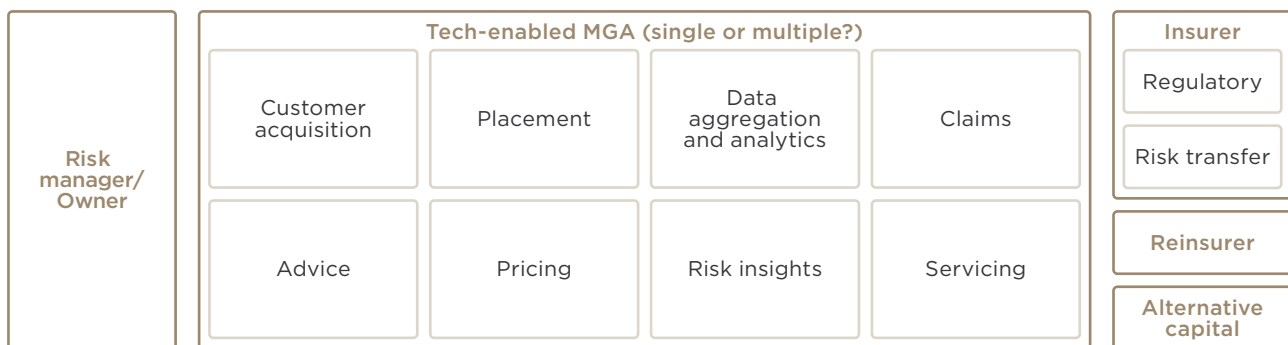 Risk
manager/
Owner
Tech-enabled MGA (single or multiple?)
Customer
acquisition
Placement
Data
aggregation
and analytics
Claims
Advice
Pricing
Risk insights
Servicing
Insurer
Regulatory
Risk transfer
Reinsurer
Alternative
capital